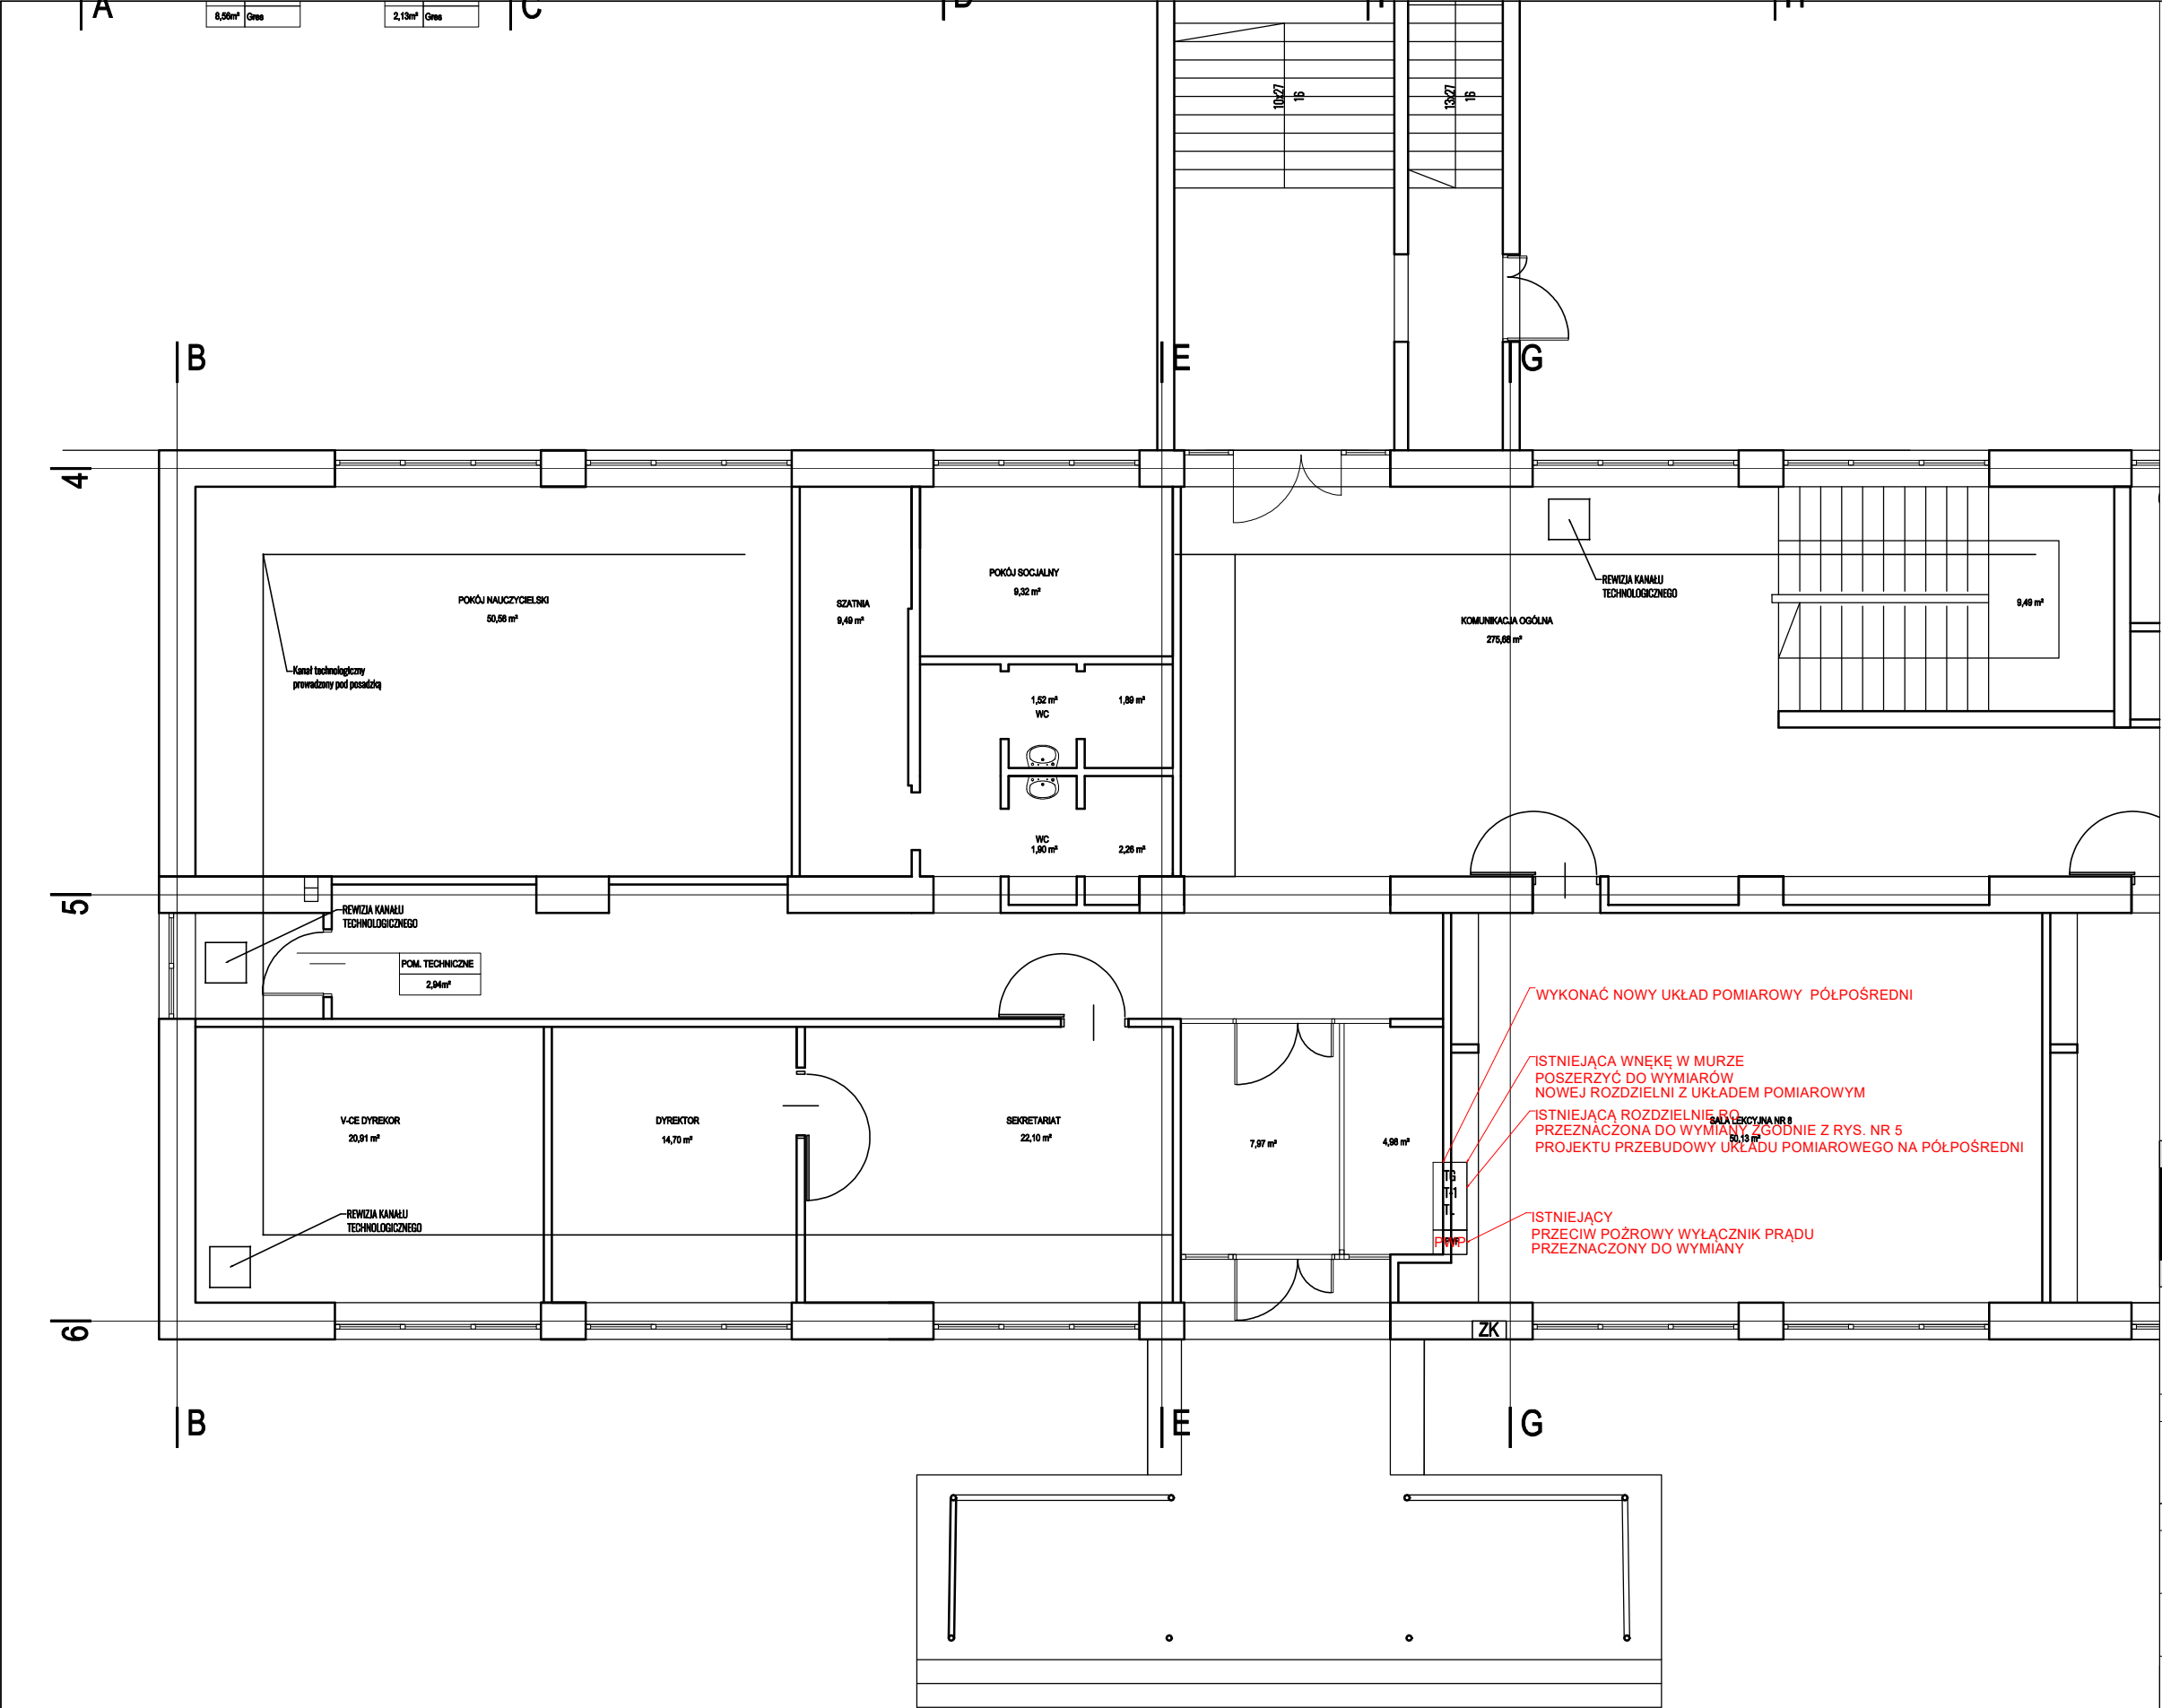 A
8,56m² Gres
2,13m² Gres
C
10x27
16
13x27
16
B
E
G
4
POKÓJ NAUCZYCIELSKI
50,56 m²
SZATNIA
9,49 m²
POKÓJ SOCJALNY
9,32 m²
REWIZJA KANAŁU
TECHNOLOGICZNEGO
KOMUNIKACJA OGÓLNA
275,68 m²
9,49 m²
Kanał technologiczny
prowadzony pod posadzką
1,52 m²
WC
1,89 m²
WC
1,90 m²
2,26 m²
5
REWIZJA KANAŁU
TECHNOLOGICZNEGO
POM. TECHNICZNE
2,94m²
WYKONAĆ NOWY UKŁAD POMIAROWY PÓŁPOŚREDNI
ISTNIEJĄCA WNĘKĘ W MURZE
POSZERZYĆ DO WYMIARÓW
NOWEJ ROZDZIELNI Z UKŁADEM POMIAROWYM
ISTNIEJĄCĄ ROZDZIELNIĘ RO
PRZEZNACZONA DO WYMIANY ZGODNIE Z RYS. NR 5
PROJEKTU PRZEBUDOWY UKŁADU POMIAROWEGO NA PÓŁPOŚREDNI
SALA LEKCYJNA NR 8
50,13 m²
V-CE DYREKOR
20,91 m²
DYREKTOR
14,70 m²
SEKRETARIAT
22,10 m²
7,97 m²
4,98 m²
TG
T-1
TL
PWP
ISTNIEJĄCY
PRZECIW POŻROWY WYŁĄCZNIK PRĄDU
PRZEZNACZONY DO WYMIANY
REWIZJA KANAŁU
TECHNOLOGICZNEGO
6
ZK
B
E
G